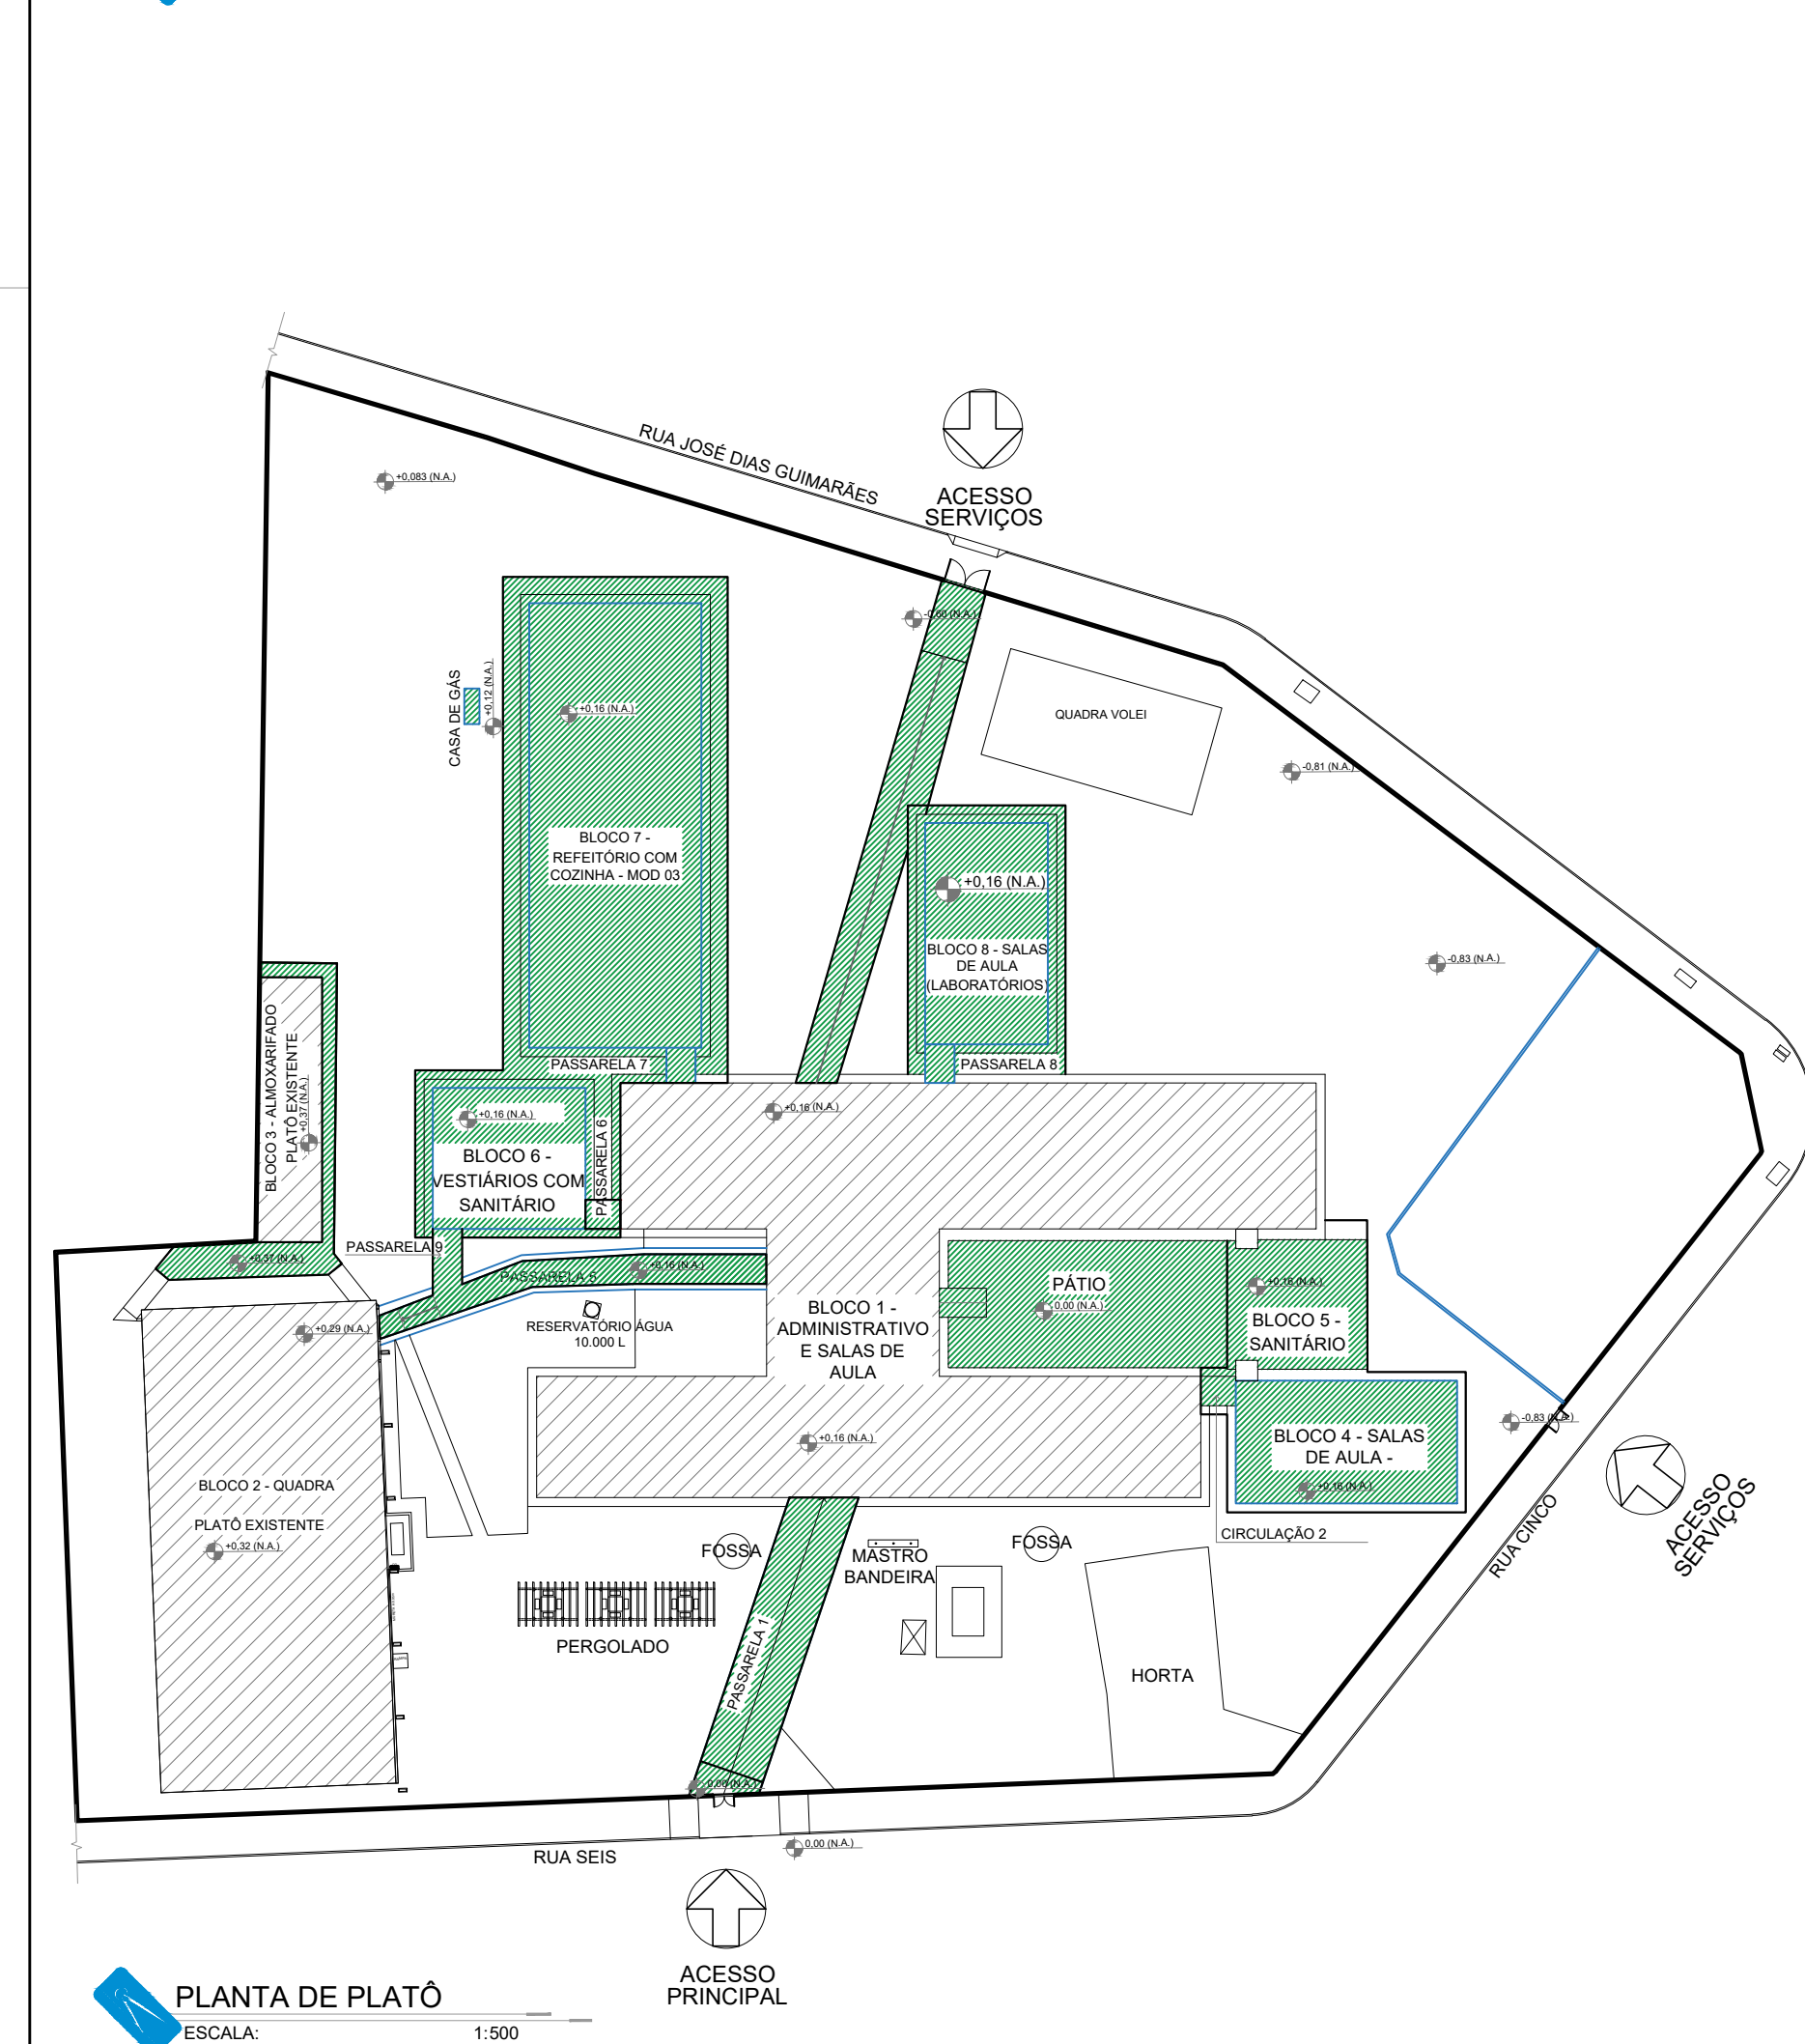 RUA JOSÉ DIAS GUIMARÃES
ACESSO
SERVIÇOS
+0,083 (N.A.)
-0,60 (N.A.)
CASA DE GÁS
+0,12 (N.A.)
+0,16 (N.A.)
QUADRA VOLEI
-0,81 (N.A.)
BLOCO 7 -
REFEITÓRIO COM
COZINHA - MOD 03
+0,16 (N.A.)
BLOCO 8 - SALAS
DE AULA
(LABORATÓRIOS)
-0,83 (N.A.)
BLOCO 3 - ALMOXARIFADO
PLATÔ EXISTENTE
+0,37 (N.A.)
PASSARELA 7
PASSARELA 8
+0,16 (N.A.)
+0,16 (N.A.)
BLOCO 6 -
VESTIÁRIOS COM
SANITÁRIO
PASSARELA 6
PASSARELA 9
+0,37 (N.A.)
PASSARELA 5
+0,16 (N.A.)
PÁTIO
0,00 (N.A.)
+0,16 (N.A.)
BLOCO 5 -
SANITÁRIO
BLOCO 1 -
ADMINISTRATIVO
E SALAS DE
AULA
RESERVATÓRIO ÁGUA
10.000 L
+0,29 (N.A.)
+0,16 (N.A.)
BLOCO 4 - SALAS
DE AULA -
+0,16 (N.A.)
-0,83 (N.A.)
BLOCO 2 - QUADRA
PLATÔ EXISTENTE
+0,32 (N.A.)
FOSSA
MASTRO
BANDEIRA
FOSSA
CIRCULAÇÃO 2
RUA CINCO
ACESSO
SERVIÇOS
PERGOLADO
PASSARELA 1
HORTA
0,00 (N.A.)
0,00 (N.A.)
RUA SEIS
ACESSO
PRINCIPAL
PLANTA DE PLATÔ
ESCALA: 1:500